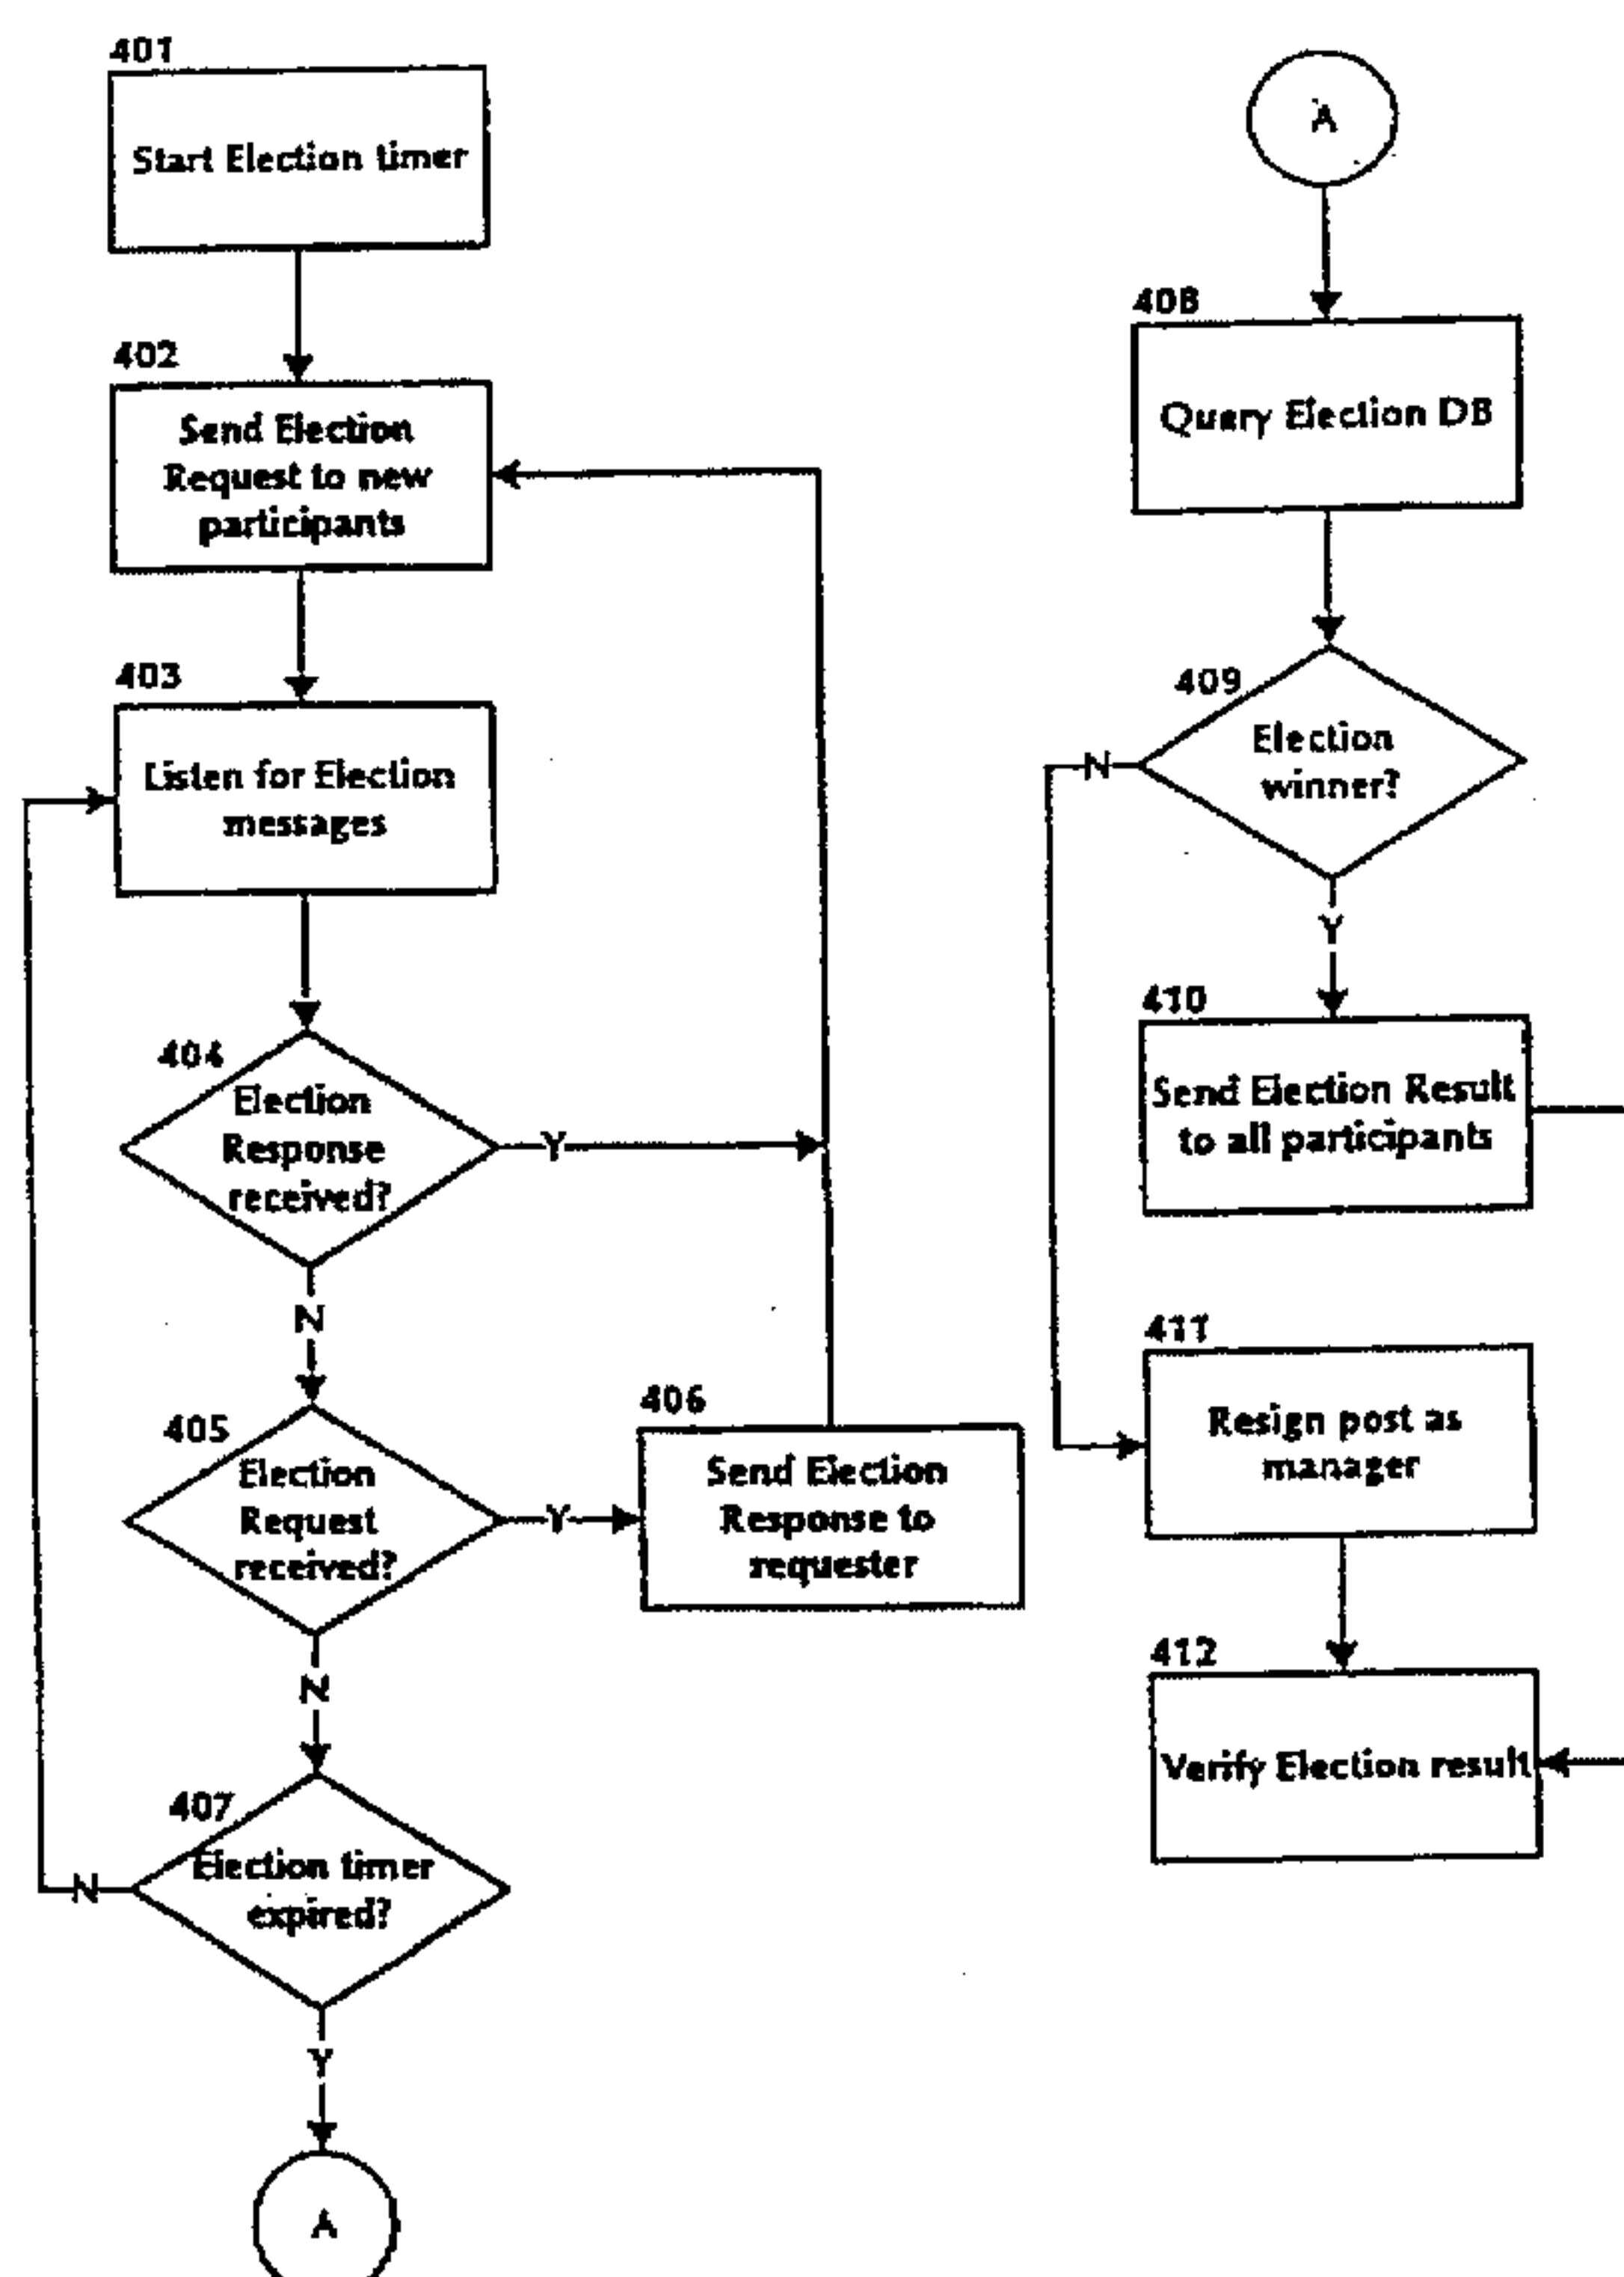 401
Start Election timer
402
Send Election
Request to new
participants
403
Listen for Election
messages
404
Election
Response
received?
Y
N
405
Election
Request
received?
Y
406
Send Election
Response to
requester
N
407
Election timer
expired?
N
Y
A
A
408
Query Election DB
409
Election
winner?
N
Y
410
Send Election Result
to all participants
411
Resign post as
manager
412
Verify Election result